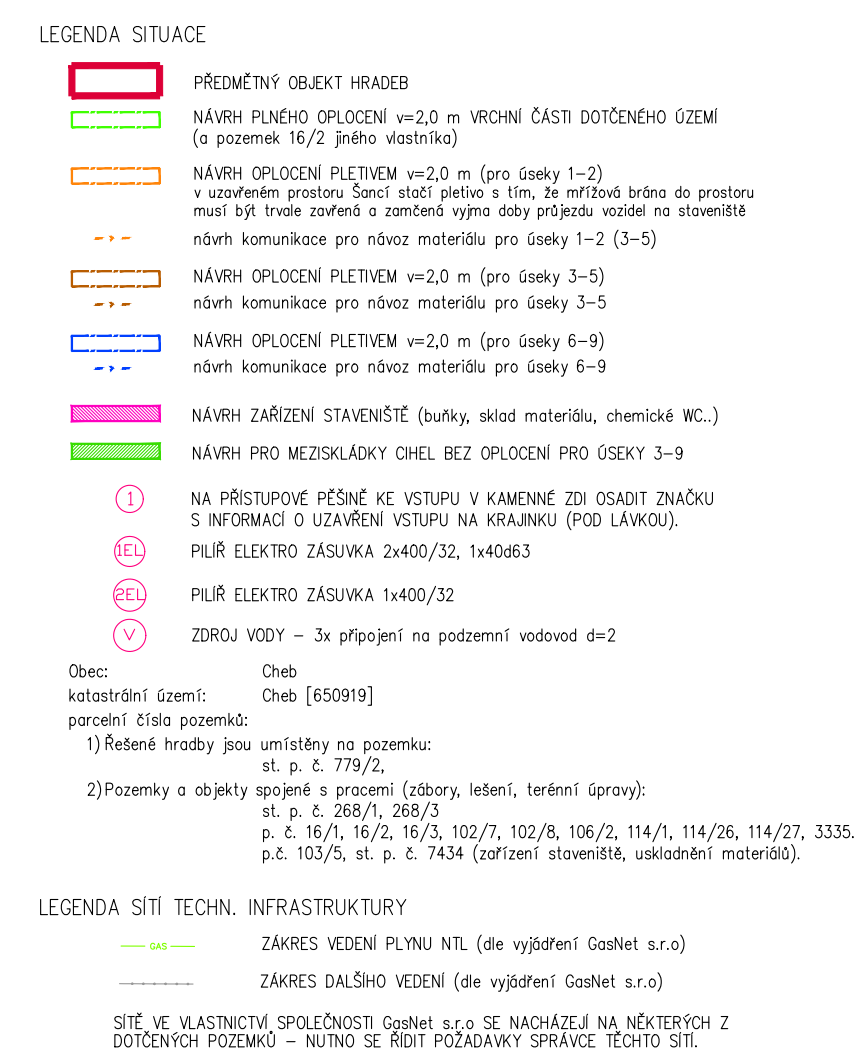 LEGENDA SITUACE
PŘEDMĚTNÝ OBJEKT HRADEB
NÁVRH PLNÉHO OPLOCENÍ v=2,0 m VRCHNÍ ČÁSTI DOTČENÉHO ÚZEMÍ
(a pozemek 16/2 jiného vlastníka)
NÁVRH OPLOCENÍ PLETIVEM v=2,0 m (pro úseky 1-2)
v uzavřeném prostoru Šancí stačí pletivo s tím, že mřížová brána do prostoru
musí být trvale zavřená a zamčená vyjma doby průjezdu vozidel na staveniště
návrh komunikace pro návoz materiálu pro úseky 1-2 (3-5)
NÁVRH OPLOCENÍ PLETIVEM v=2,0 m (pro úseky 3-5)
návrh komunikace pro návoz materiálu pro úseky 3-5
NÁVRH OPLOCENÍ PLETIVEM v=2,0 m (pro úseky 6-9)
návrh komunikace pro návoz materiálu pro úseky 6-9
NÁVRH ZAŘÍZENÍ STAVENIŠTĚ (buňky, sklad materiálu, chemické WC..)
NÁVRH PRO MEZISKLÁDKY CIHEL BEZ OPLOCENÍ PRO ÚSEKY 3-9
1 NA PŘÍSTUPOVÉ PĚŠINĚ KE VSTUPU V KAMENNÉ ZDI OSADIT ZNAČKU
S INFORMACÍ O UZAVŘENÍ VSTUPU NA KRAJINKU (POD LÁVKOU).
1EL PILÍŘ ELEKTRO ZÁSUVKA 2x400/32, 1x40d63
2EL PILÍŘ ELEKTRO ZÁSUVKA 1x400/32
V ZDROJ VODY - 3x připojení na podzemní vodovod d=2
Obec: Cheb
katastrální území: Cheb [650919]
parcelní čísla pozemků:
1) Řešené hradby jsou umístěny na pozemku:
st. p. č. 779/2,
2) Pozemky a objekty spojené s pracemi (zábory, lešení, terénní úpravy):
st. p. č. 268/1, 268/3
p. č. 16/1, 16/2, 16/3, 102/7, 102/8, 106/2, 114/1, 114/26, 114/27, 3335.
p.č. 103/5, st. p. č. 7434 (zařízení staveniště, uskladnění materiálů).
LEGENDA SÍTÍ TECHN. INFRASTRUKTURY
GAS ZÁKRES VEDENÍ PLYNU NTL (dle vyjádření GasNet s.r.o)
ZÁKRES DALŠÍHO VEDENÍ (dle vyjádření GasNet s.r.o)
SÍTĚ VE VLASTNICTVÍ SPOLEČNOSTI GasNet s.r.o SE NACHÁZEJÍ NA NĚKTERÝCH Z
DOTČENÝCH POZEMKŮ - NUTNO SE ŘÍDIT POŽADAVKY SPRÁVCE TĚCHTO SÍTÍ.